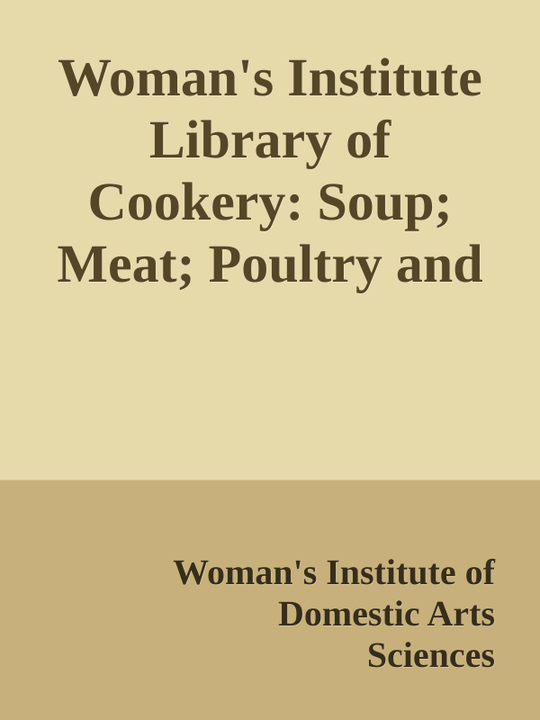 Woman's Institute
Library of
Cookery: Soup;
Meat; Poultry and
Woman's Institute of
Domestic Arts
Sciences